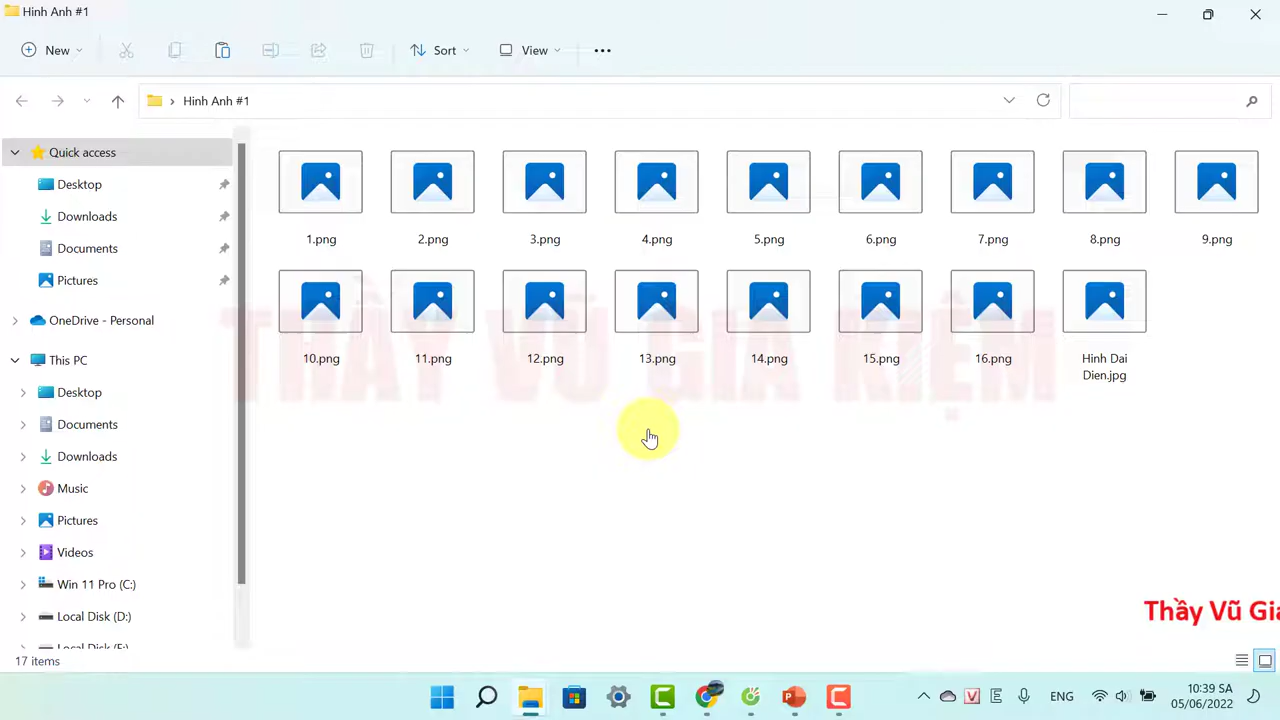 Hinh Anh #1
New
Sort
View
Hinh Anh #1
Quick access
Desktop
Downloads
Documents
Pictures
OneDrive - Personal
This PC
Desktop
Documents
Downloads
Music
Pictures
Videos
Win 11 Pro (C:)
Local Disk (D:)
Local Disk (E:)
1.png
2.png
3.png
4.png
5.png
6.png
7.png
8.png
9.png
10.png
11.png
12.png
13.png
14.png
15.png
16.png
Hinh Dai
Dien.jpg
THẦY VŨ GIA KIỆM
Thầy Vũ Gia
17 items
ENG
10:39 SA
05/06/2022